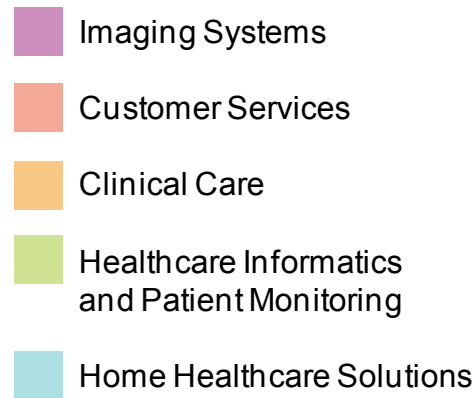 Imaging Systems
Customer Services
Clinical Care
Healthcare Informatics
and Patient Monitoring
Home Healthcare Solutions